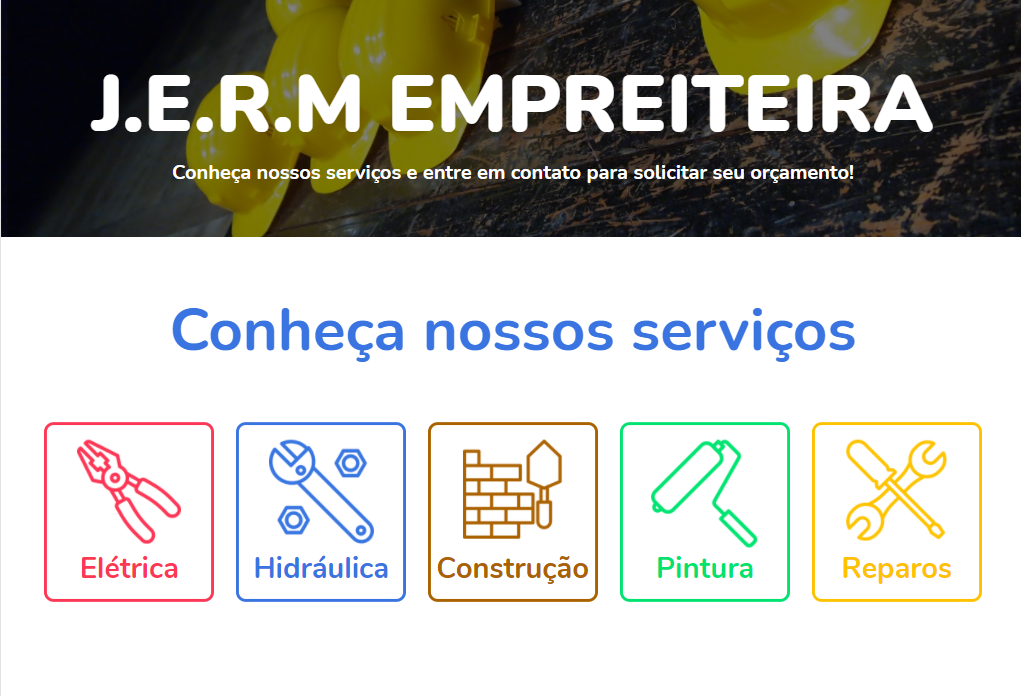 J.E.R.M EMPREITEIRA
Conheça nossos serviços e entre em contato para solicitar seu orçamento!
Conheça nossos serviços
Elétrica
Hidráulica
Construção
Pintura
Reparos